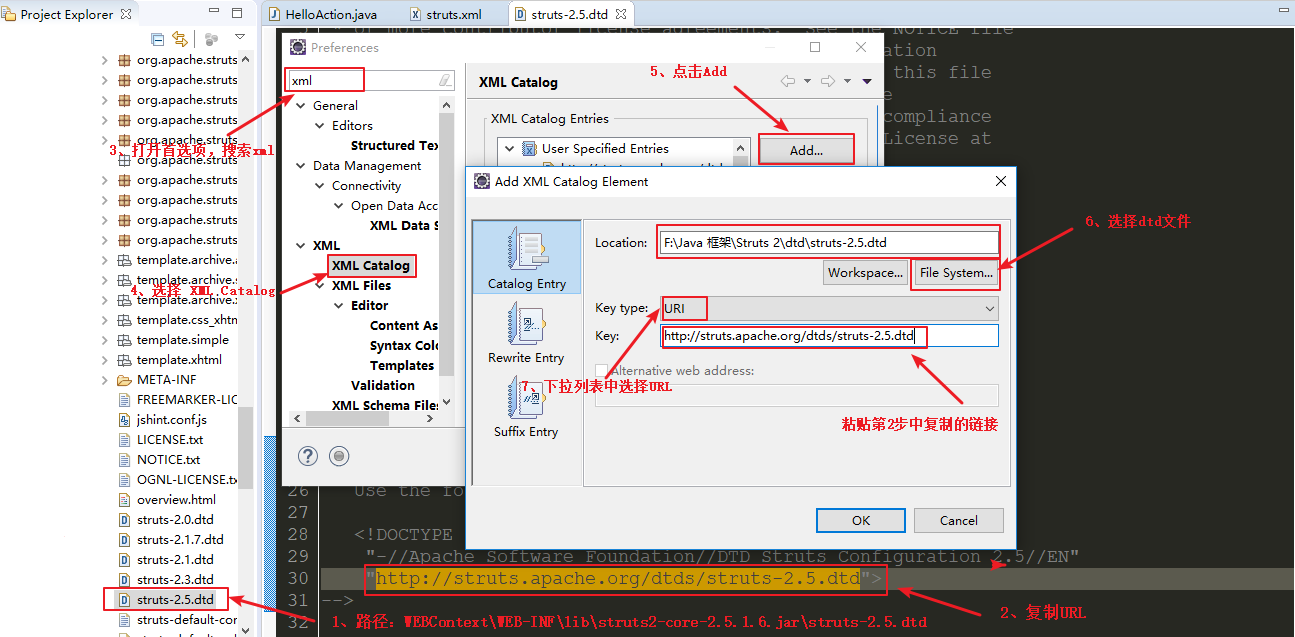 Project Explorer
HelloAction.java
struts.xml
struts-2.5.dtd
org.apache.struts
org.apache.struts
org.apache.struts
org.apache.struts
org.apache.struts
org.apache.struts
org.apache.struts
org.apache.struts
org.apache.struts
org.apache.struts
template.archive.
template.archive.
template.archive.
template.css_xhtn
template.simple
template.xhtml
META-INF
FREEMARKER-LIC
jshint.conf.js
LICENSE.txt
NOTICE.txt
OGNL-LICENSE.tx
overview.html
struts-2.0.dtd
struts-2.1.7.dtd
struts-2.1.dtd
struts-2.3.dtd
struts-2.5.dtd
struts-default-cor
or more contributor license agreements. See the NOTICE file
ation
this file
e
compliance
License at
Preferences
xml
General
Editors
Structured Tex
Data Management
Connectivity
Open Data Acc
XML Data S
XML
XML Catalog
XML Files
Editor
Content As
Syntax Colo
Templates
Validation
XML Schema Files
XML Catalog
XML Catalog Entries
User Specified Entries
Add...
Add XML Catalog Element
Catalog Entry
Rewrite Entry
Suffix Entry
Location:
F:\Java 框架\Struts 2\dtd\struts-2.5.dtd
Workspace...
File System...
Key type:
URI
Key:
http://struts.apache.org/dtds/struts-2.5.dtd
Alternative web address:
OK
Cancel
3、打开首选项，搜索xml
4、选择 XML Catalog
5、点击Add
6、选择dtd文件
7、下拉列表中选择URL
粘贴第2步中复制的链接
26
Use the fo
27
28
<!DOCTYPE
29
"-//Apache Software Foundation//DTD Struts Configuration 2.5//EN"
30
"http://struts.apache.org/dtds/struts-2.5.dtd">
31
-->
32
1、路径：WEBContext\WEB-INF\lib\struts2-core-2.5.1.6.jar\struts-2.5.dtd
2、复制URL